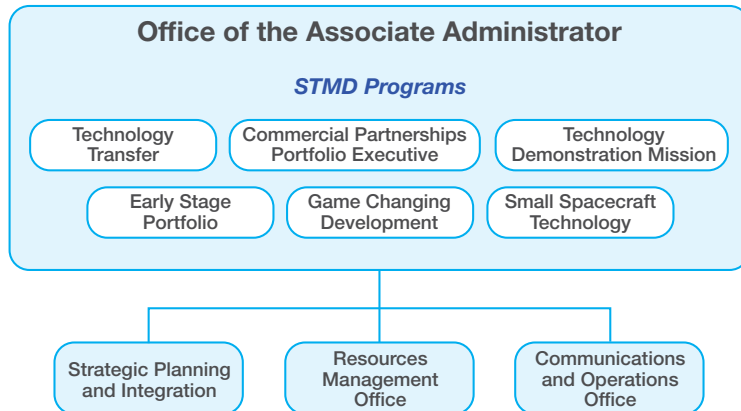 Office of the Associate Administrator
STMD Programs
Technology
Transfer
Commercial Partnerships
Portfolio Executive
Technology
Demonstration Mission
Early Stage
Portfolio
Game Changing
Development
Small Spacecraft
Technology
Strategic Planning
and Integration
Resources
Management
Office
Communications
and Operations
Office